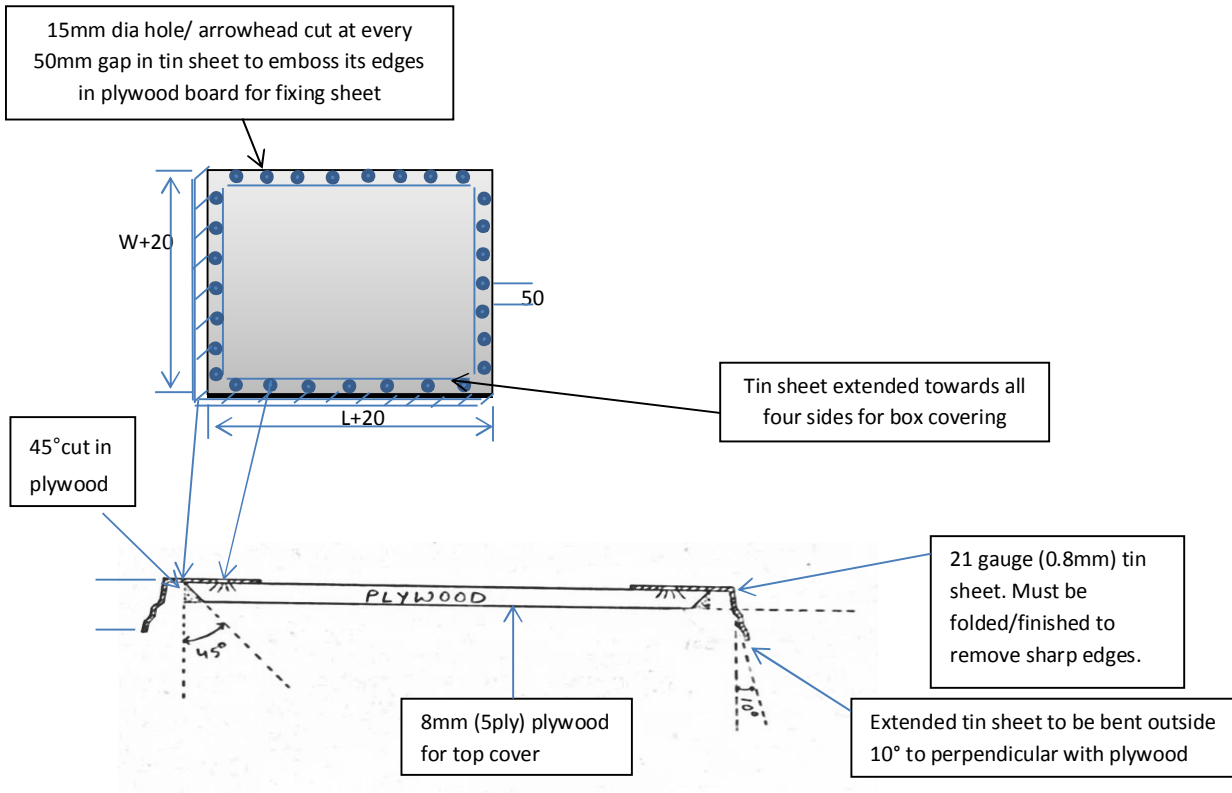 15mm dia hole/ arrowhead cut at every
50mm gap in tin sheet to emboss its edges
in plywood board for fixing sheet
W+20
50
L+20
Tin sheet extended towards all
four sides for box covering
45°cut in
plywood
PLYWOOD
45°
10°
21 gauge (0.8mm) tin
sheet. Must be
folded/finished to
remove sharp edges.
8mm (5ply) plywood
for top cover
Extended tin sheet to be bent outside
10° to perpendicular with plywood